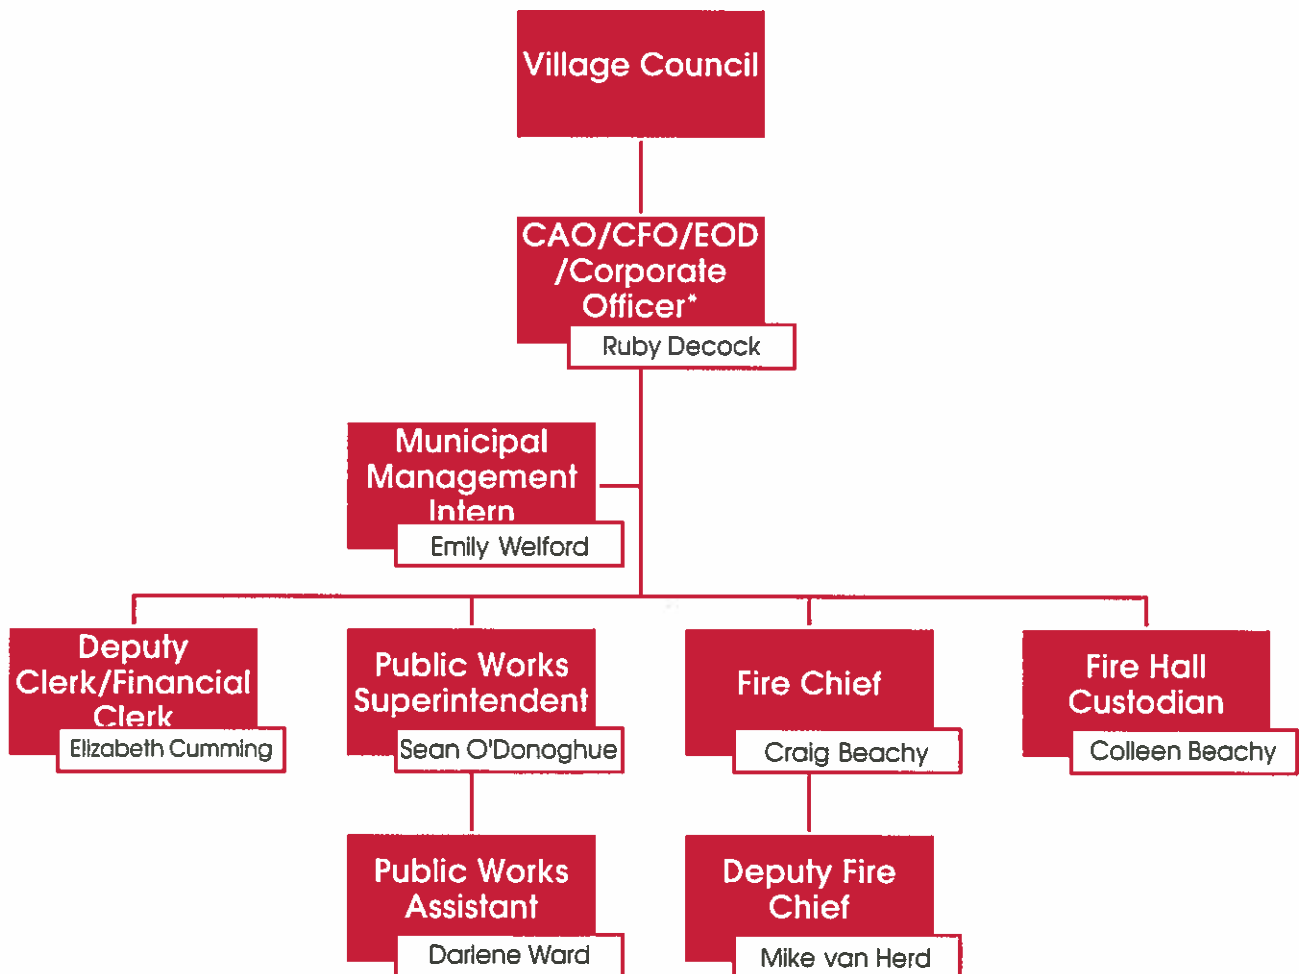 Village Council
CAO/CFO/EOD
/Corporate
Officer*
Ruby Decock
Municipal
Management
Intern
Emily Welford
Deputy
Clerk/Financial
Clerk
Elizabeth Cumming
Public Works
Superintendent
Sean O'Donoghue
Fire Chief
Craig Beachy
Fire Hall
Custodian
Colleen Beachy
Public Works
Assistant
Darlene Ward
Deputy Fire
Chief
Mike van Herd